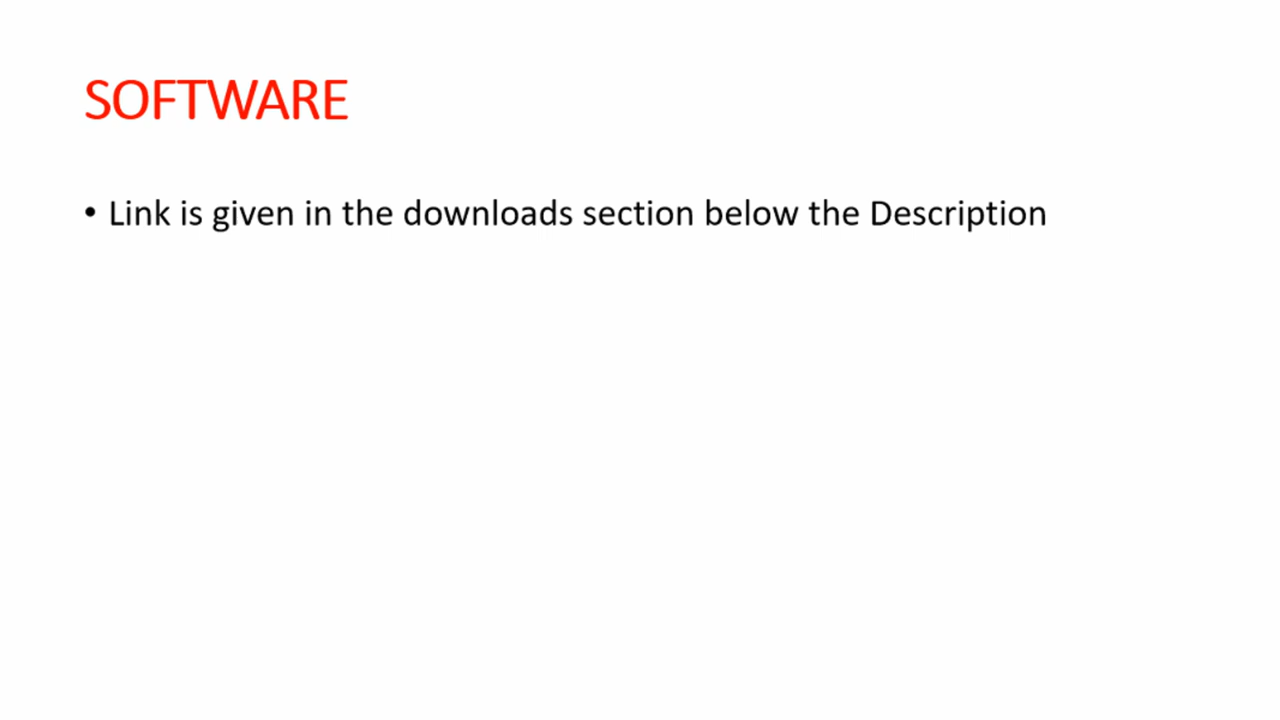 SOFTWARE
• Link is given in the downloads section below the Description